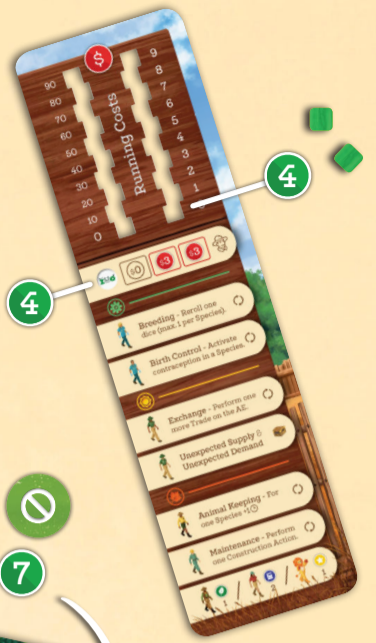 $
90 9
80 8
70 7
60 6
50 5
40 4
30 3
20 2
10 1
0
Running Costs
4
4
ZOO $0 $3 $3
Breeding - Reroll one
dice (max. 1 per Species).
Birth Control - Activate
contraception in a Species.
Exchange - Perform one
more Trade on the AE.
Unexpected Supply &
Unexpected Demand
Animal Keeping - For
one Species +1
Maintenance - Perform
one Construction Action.
/ /
7